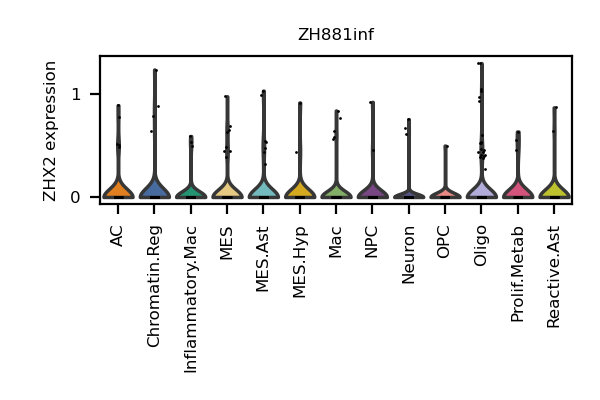 ZH881inf
ZHX2 expression
1
0
AC
Chromatin.Reg
Inflammatory.Mac
MES
MES.Ast
MES.Hyp
Mac
NPC
Neuron
OPC
Oligo
Prolif.Metab
Reactive.Ast